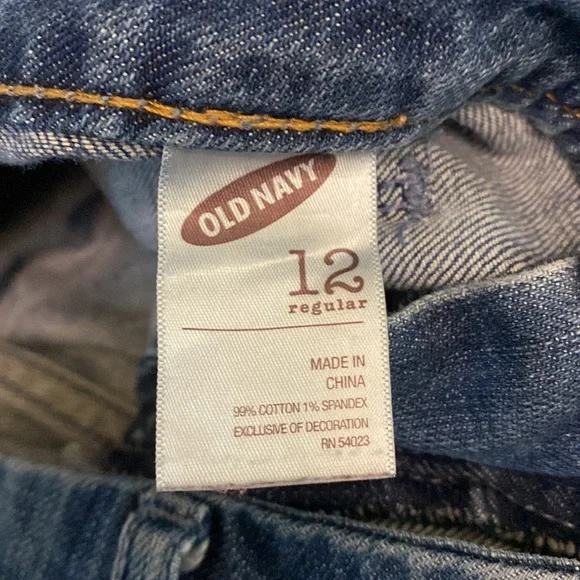 OLD NAVY
12
regular
MADE IN
CHINA
99% COTTON 1% SPANDEX
EXCLUSIVE OF DECORATION
RN 54023